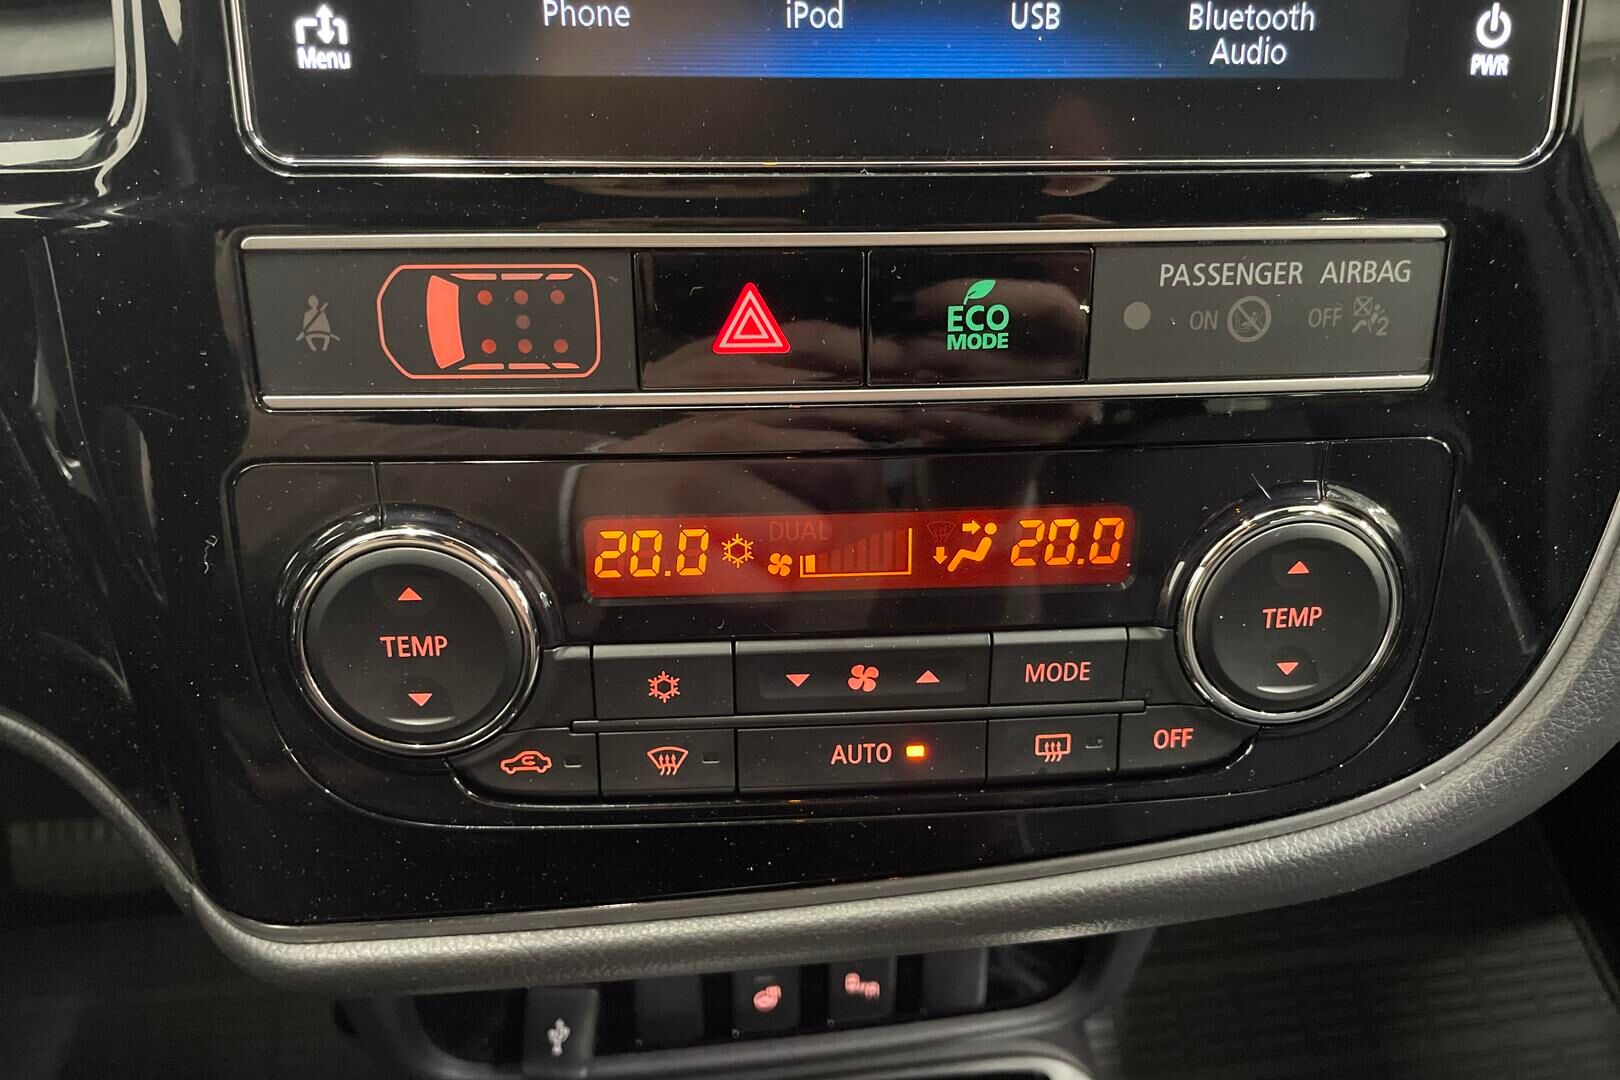 Menu
Phone
iPod
USB
Bluetooth
Audio
PWR
ECO
MODE
PASSENGER AIRBAG
ON
OFF
2
20.0
DUAL
20.0
TEMP
TEMP
MODE
AUTO
OFF